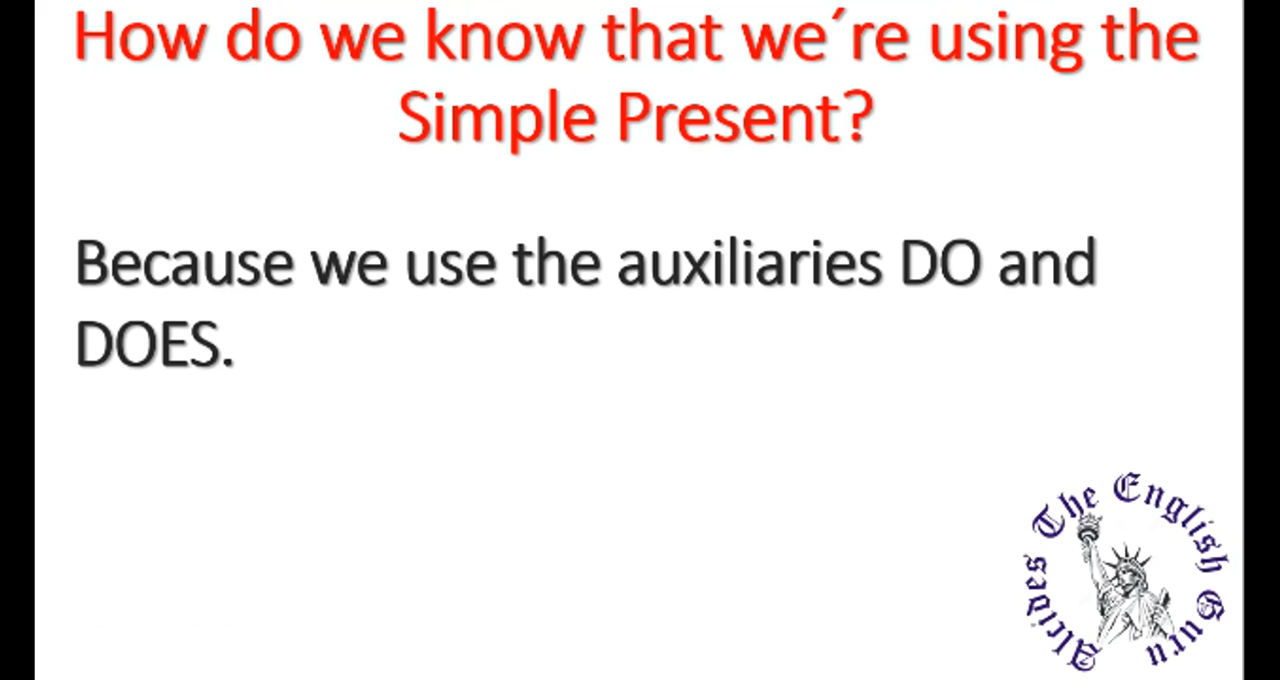 How do we know that we´re using the
Simple Present?
Because we use the auxiliaries DO and
DOES.
Alcides The English Guru